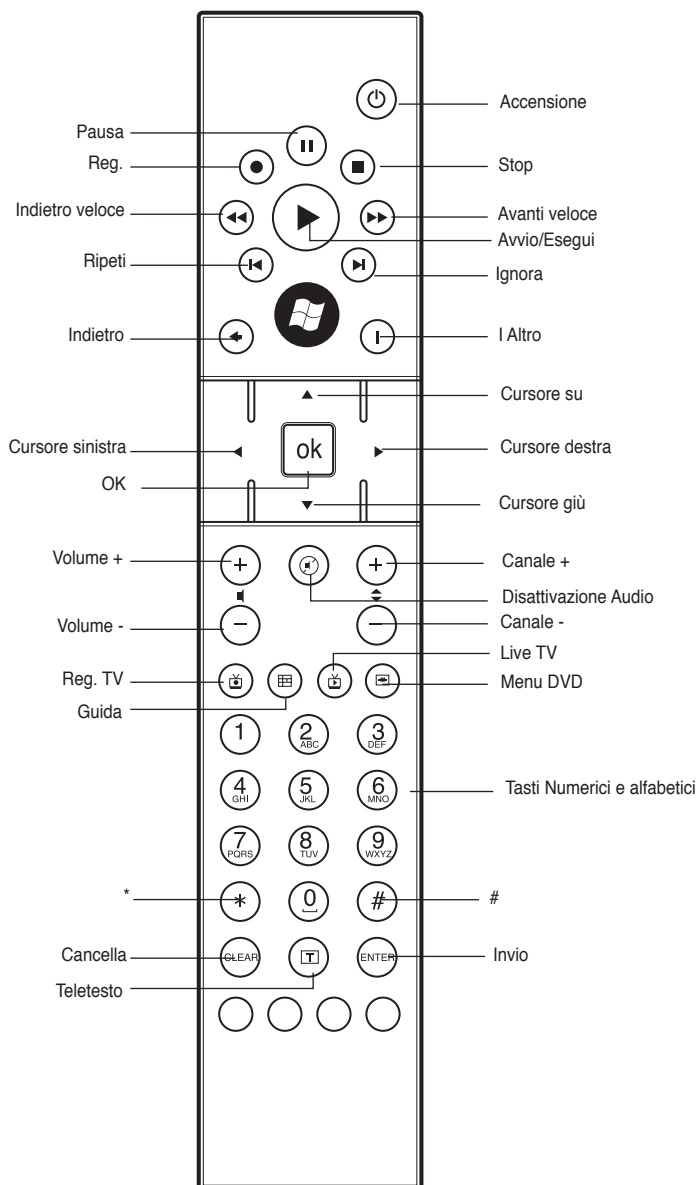 Accensione
Pausa
Reg.
Stop
Indietro veloce
Avanti veloce
Avvio/Esegui
Ripeti
Ignora
Indietro
I Altro
Cursore su
Cursore sinistra
ok
Cursore destra
OK
Cursore giù
Volume +
Canale +
Disattivazione Audio
Volume -
Canale -
Live TV
Reg. TV
Menu DVD
Guida
1 2 3
ABC DEF
4 5 6
GHI JKL MNO
Tasti Numerici e alfabetici
7 8 9
PQRS TUV WXYZ
* #
* 0 #
Cancella CLEAR T ENTER Invio
Teletesto